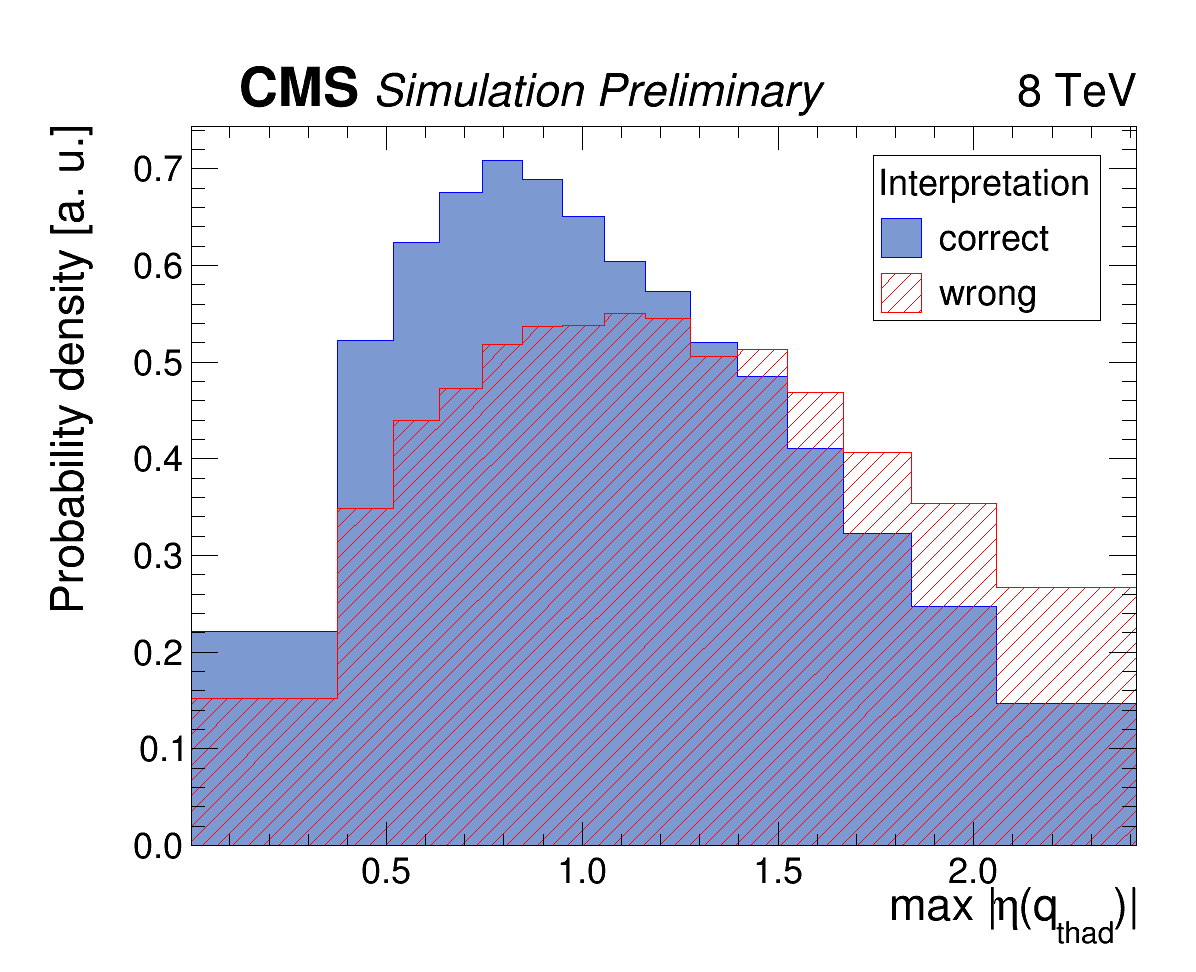 CMS Simulation Preliminary 8 TeV
Probability density [a. u.]
0.7
0.6
0.5
0.4
0.3
0.2
0.1
0.0
Interpretation
correct
wrong
0.5 1.0 1.5 2.0
max |η(q_thad)|